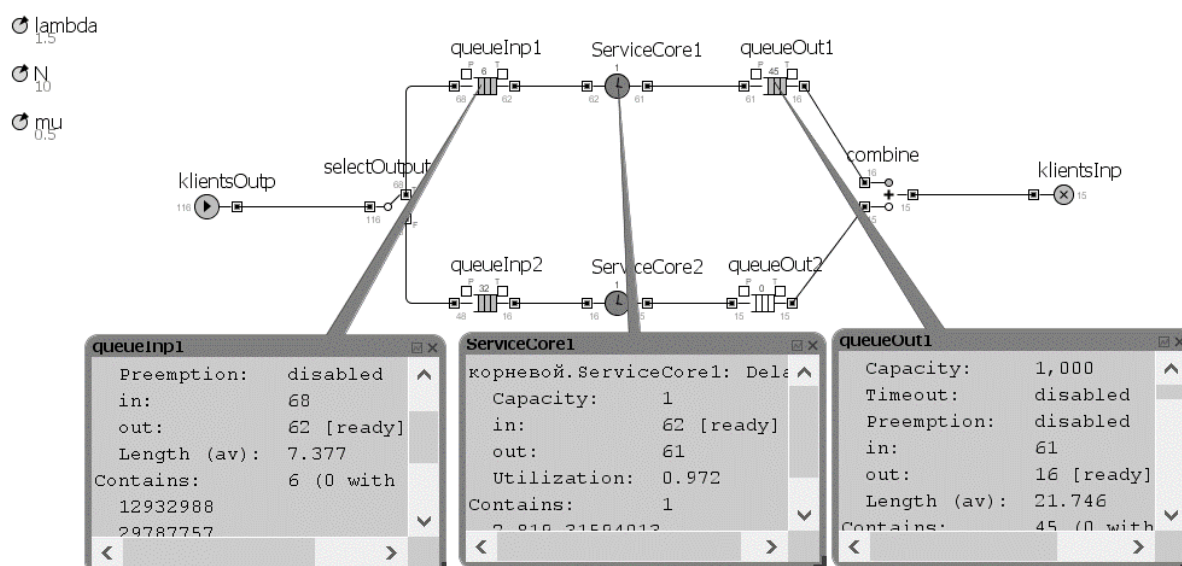 lambda
1.5
N
10
mu
0.5
klientsOutp
116
selectOutput
116
68
T
F
queueInp1
P
T
6
68
62
ServiceCore1
1
62
61
queueOut1
P
T
45
61
16
queueInp2
P
T
32
48
16
ServiceCore2
1
16
queueOut2
P
T
0
15
15
combine
16
15
klientsInp
15
queueInp1
Preemption: disabled
in: 68
out: 62 [ready]
Length (av): 7.377
Contains: 6 (0 with
12932988
29787757
ServiceCore1
корневой.ServiceCore1: Dela
Capacity: 1
in: 62 [ready]
out: 61
Utilization: 0.972
Contains: 1
queueOut1
Capacity: 1,000
Timeout: disabled
Preemption: disabled
in: 61
out: 16 [ready]
Length (av): 21.746
Contains: 45 (0 with